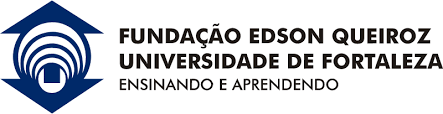 FUNDAÇÃO EDSON QUEIROZ
UNIVERSIDADE DE FORTALEZA
ENSINANDO E APRENDENDO